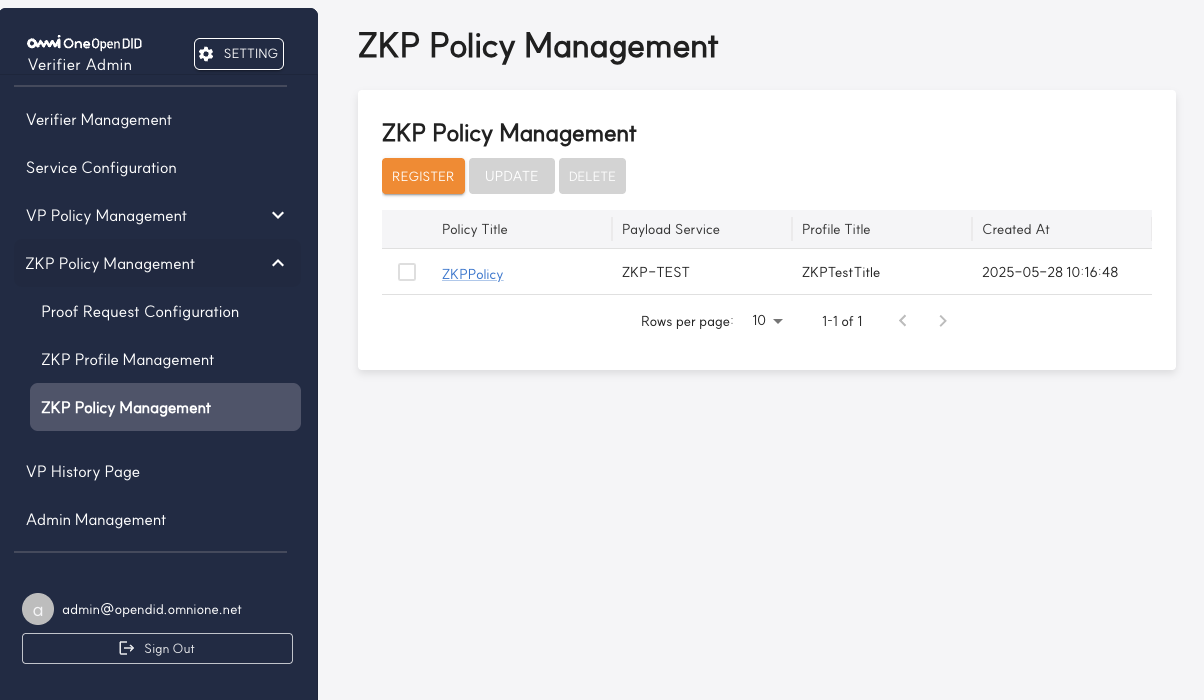 omni One Open DID
Verifier Admin
SETTING
Verifier Management
Service Configuration
VP Policy Management
ZKP Policy Management
Proof Request Configuration
ZKP Profile Management
ZKP Policy Management
VP History Page
Admin Management
a
admin@opendid.omnione.net
Sign Out
ZKP Policy Management
ZKP Policy Management
REGISTER UPDATE DELETE
Policy Title Payload Service Profile Title Created At
ZKPPolicy ZKP-TEST ZKPTestTitle 2025-05-28 10:16:48
Rows per page: 10 1-1 of 1